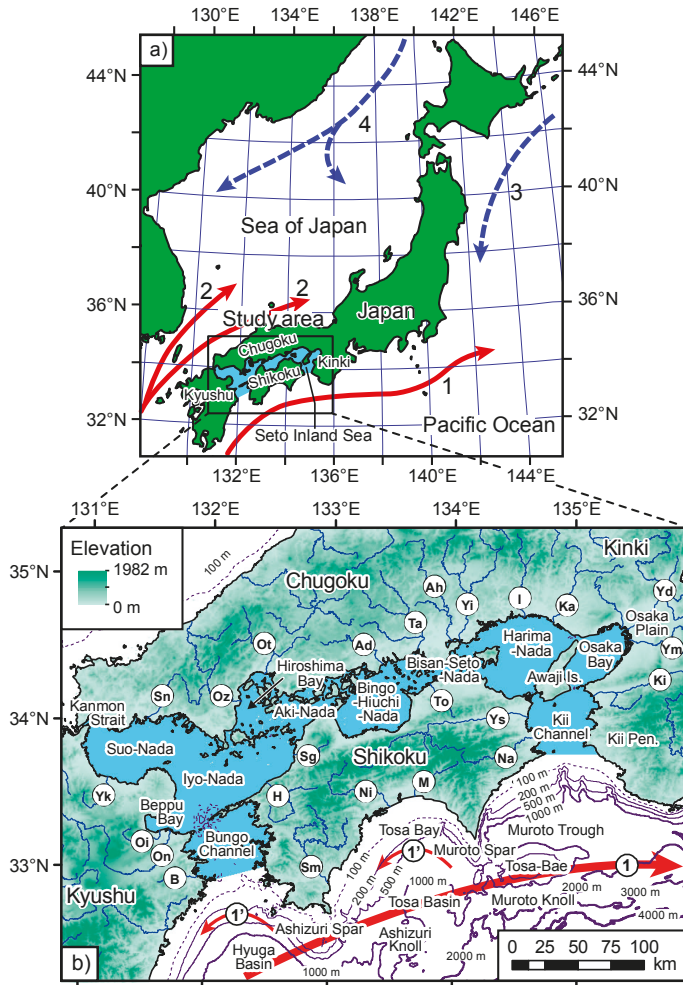 130°E 134°E 138°E 142°E 146°E
a)
44°N
44°N
4
3
40°N
40°N
Sea of Japan
2
2
36°N
36°N
Study area
Japan
Chugoku
Kinki
Shikoku
Kyushu
1
32°N
32°N
Seto Inland Sea
Pacific Ocean
132°E 136°E 140°E 144°E
131°E 132°E 133°E 134°E 135°E
Elevation
1982 m
0 m
100 m
Kinki
35°N
Chugoku
Ah
Yi
I
Ka
Yd
Ta
Osaka
Plain
Ot
Ad
Harima
-Nada
Osaka
Bay
Ym
Bisan-Seto
-Nada
Hiroshima
Bay
Awaji Is.
Ki
Sn
Oz
Bingo
-Hiuchi
-Nada
To
Kanmon
Strait
34°N
Aki-Nada
Ys
Kii
Channel
Kii Pen.
Suo-Nada
Sg
Shikoku
Na
Iyo-Nada
Yk
H
Ni
M
100 m
200 m
500 m
1000 m
Beppu
Bay
Oi
Bungo
Channel
Tosa Bay
Muroto Trough
On
1'
Muroto Spar
33°N
B
Sm
100 m
200 m
500 m
1000 m
Tosa-Bae
1
Kyushu
Tosa Basin
2000 m
3000 m
Muroto Knoll
4000 m
1'
Ashizuri Spar
Ashizuri
Knoll
Hyuga
Basin
1000 m
2000 m
b)
0 25 50 75 100
km